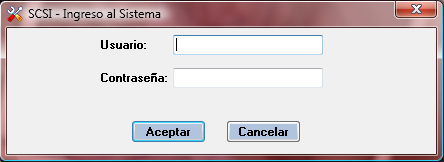 SCSI - Ingreso al Sistema
Usuario:
Contraseña:
Aceptar Cancelar